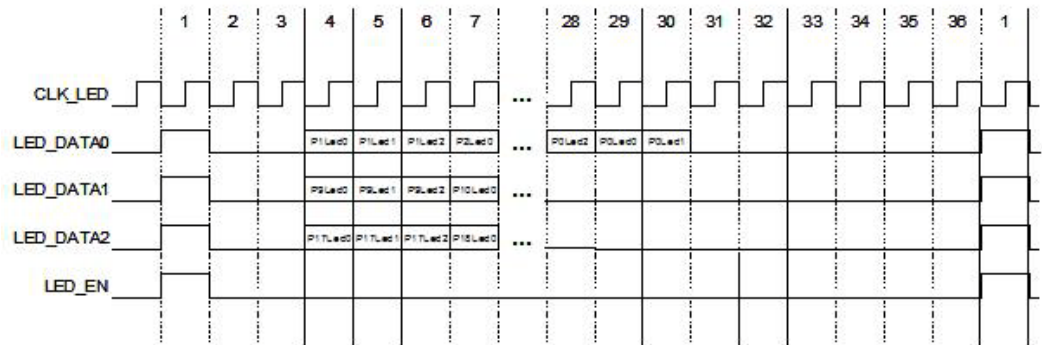 1 2 3 4 5 6 7 28 29 30 31 32 33 34 35 36 1
CLK_LED ...
LED_DATA0 P1Led0 P1Led1 P1Led2 P2Led0 ... P0Led2 P0Led0 P0Led1
LED_DATA1 P9Led0 P9Led1 P9Led2 P10Led0 ...
LED_DATA2 P17Led0 P17Led1 P17Led2 P18Led0 ...
LED_EN